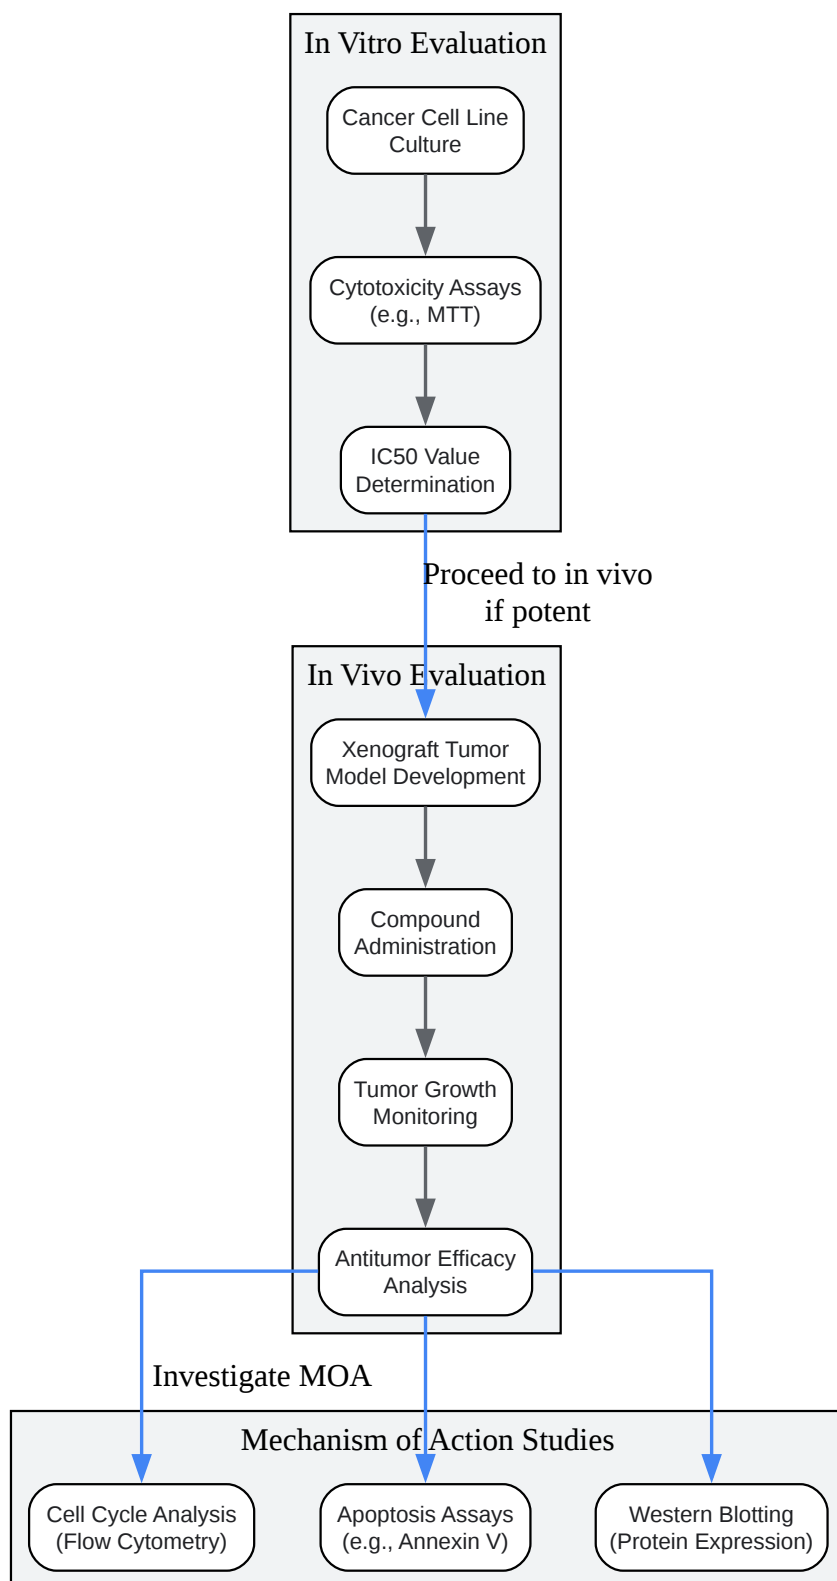 In Vitro Evaluation
Cancer Cell Line
Culture
Cytotoxicity Assays
(e.g., MTT)
IC50 Value
Determination
Proceed to in vivo
if potent
In Vivo Evaluation
Xenograft Tumor
Model Development
Compound
Administration
Tumor Growth
Monitoring
Antitumor Efficacy
Analysis
Investigate MOA
Mechanism of Action Studies
Cell Cycle Analysis
(Flow Cytometry)
Apoptosis Assays
(e.g., Annexin V)
Western Blotting
(Protein Expression)